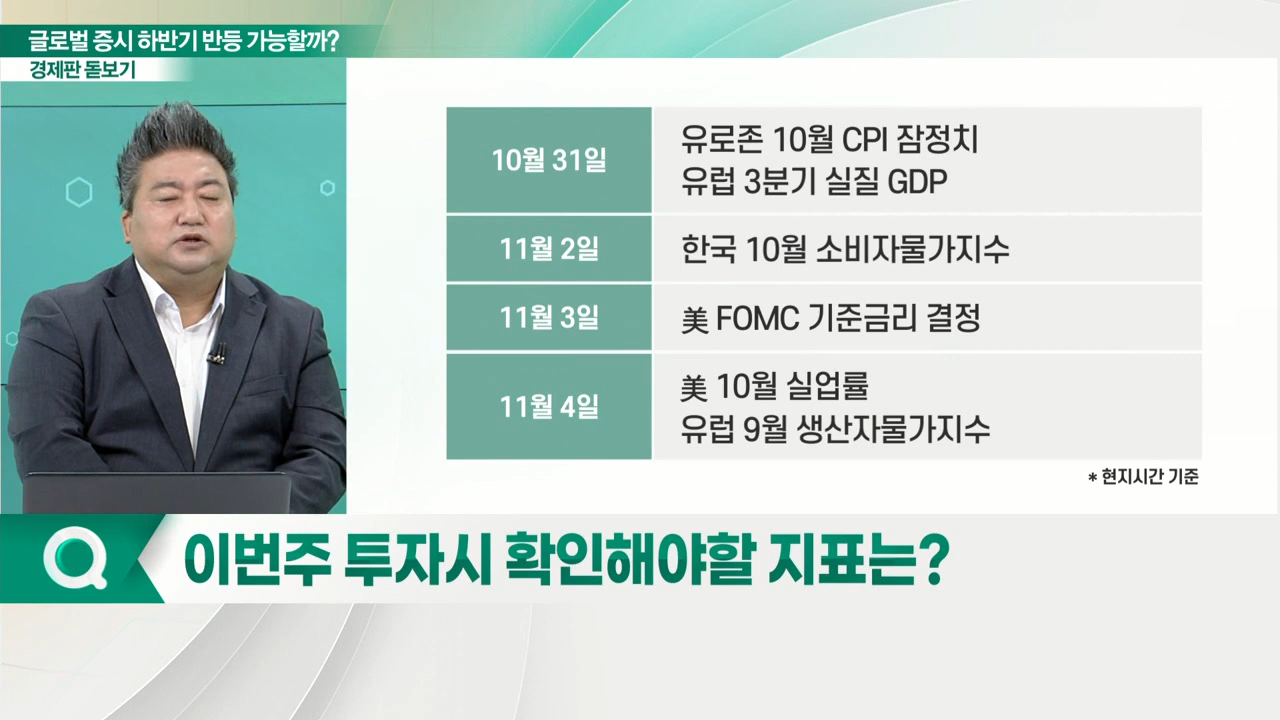 글로벌 증시 하반기 반등 가능할까?
경제판 돋보기
10월 31일
유로존 10월 CPI 잠정치
유럽 3분기 실질 GDP
11월 2일
한국 10월 소비자물가지수
11월 3일
美 FOMC 기준금리 결정
11월 4일
美 10월 실업률
유럽 9월 생산자물가지수
* 현지시간 기준
Q 이번주 투자시 확인해야할 지표는?